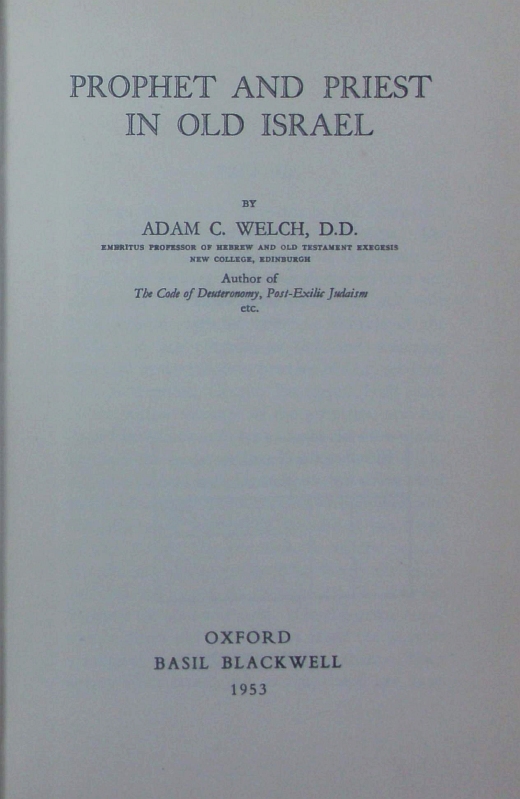 PROPHET AND PRIEST
IN OLD ISRAEL
BY
ADAM C. WELCH, D.D.
EMERITUS PROFESSOR OF HEBREW AND OLD TESTAMENT EXEGESIS
NEW COLLEGE, EDINBURGH
Author of
The Code of Deuteronomy, Post-Exilic Judaism
etc.
OXFORD
BASIL BLACKWELL
1953